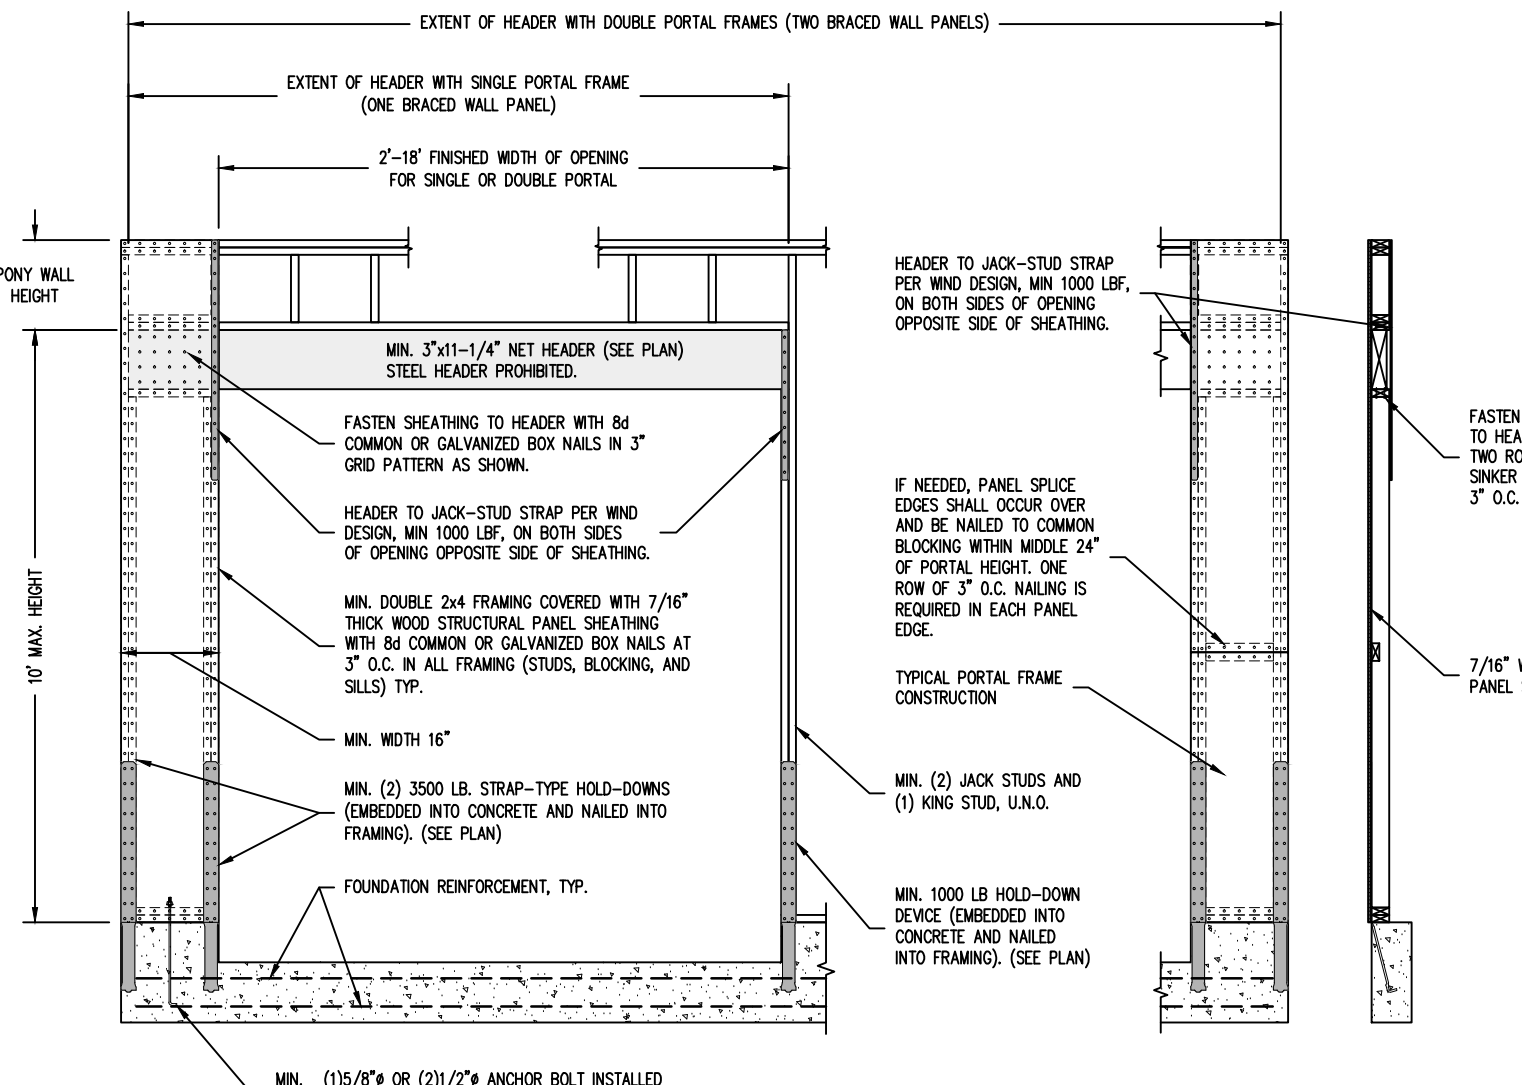 EXTENT OF HEADER WITH DOUBLE PORTAL FRAMES (TWO BRACED WALL PANELS)
EXTENT OF HEADER WITH SINGLE PORTAL FRAME
(ONE BRACED WALL PANEL)
2'-18' FINISHED WIDTH OF OPENING
FOR SINGLE OR DOUBLE PORTAL
PONY WALL
HEIGHT
10' MAX. HEIGHT
MIN. 3"x11-1/4" NET HEADER (SEE PLAN)
STEEL HEADER PROHIBITED.
FASTEN SHEATHING TO HEADER WITH 8d
COMMON OR GALVANIZED BOX NAILS IN 3"
GRID PATTERN AS SHOWN.
HEADER TO JACK-STUD STRAP PER WIND
DESIGN, MIN 1000 LBF, ON BOTH SIDES
OF OPENING OPPOSITE SIDE OF SHEATHING.
MIN. DOUBLE 2x4 FRAMING COVERED WITH 7/16"
THICK WOOD STRUCTURAL PANEL SHEATHING
WITH 8d COMMON OR GALVANIZED BOX NAILS AT
3" O.C. IN ALL FRAMING (STUDS, BLOCKING, AND
SILLS) TYP.
MIN. WIDTH 16"
MIN. (2) 3500 LB. STRAP-TYPE HOLD-DOWNS
(EMBEDDED INTO CONCRETE AND NAILED INTO
FRAMING). (SEE PLAN)
FOUNDATION REINFORCEMENT, TYP.
MIN. (1)5/8"ø OR (2)1/2"ø ANCHOR BOLT INSTALLED
HEADER TO JACK-STUD STRAP
PER WIND DESIGN, MIN 1000 LBF,
ON BOTH SIDES OF OPENING
OPPOSITE SIDE OF SHEATHING.
IF NEEDED, PANEL SPLICE
EDGES SHALL OCCUR OVER
AND BE NAILED TO COMMON
BLOCKING WITHIN MIDDLE 24"
OF PORTAL HEIGHT. ONE
ROW OF 3" O.C. NAILING IS
REQUIRED IN EACH PANEL
EDGE.
TYPICAL PORTAL FRAME
CONSTRUCTION
MIN. (2) JACK STUDS AND
(1) KING STUD, U.N.O.
MIN. 1000 LB HOLD-DOWN
DEVICE (EMBEDDED INTO
CONCRETE AND NAILED
INTO FRAMING). (SEE PLAN)
FASTEN
TO HEA
TWO RO
SINKER
3" O.C.
7/16" W
PANEL